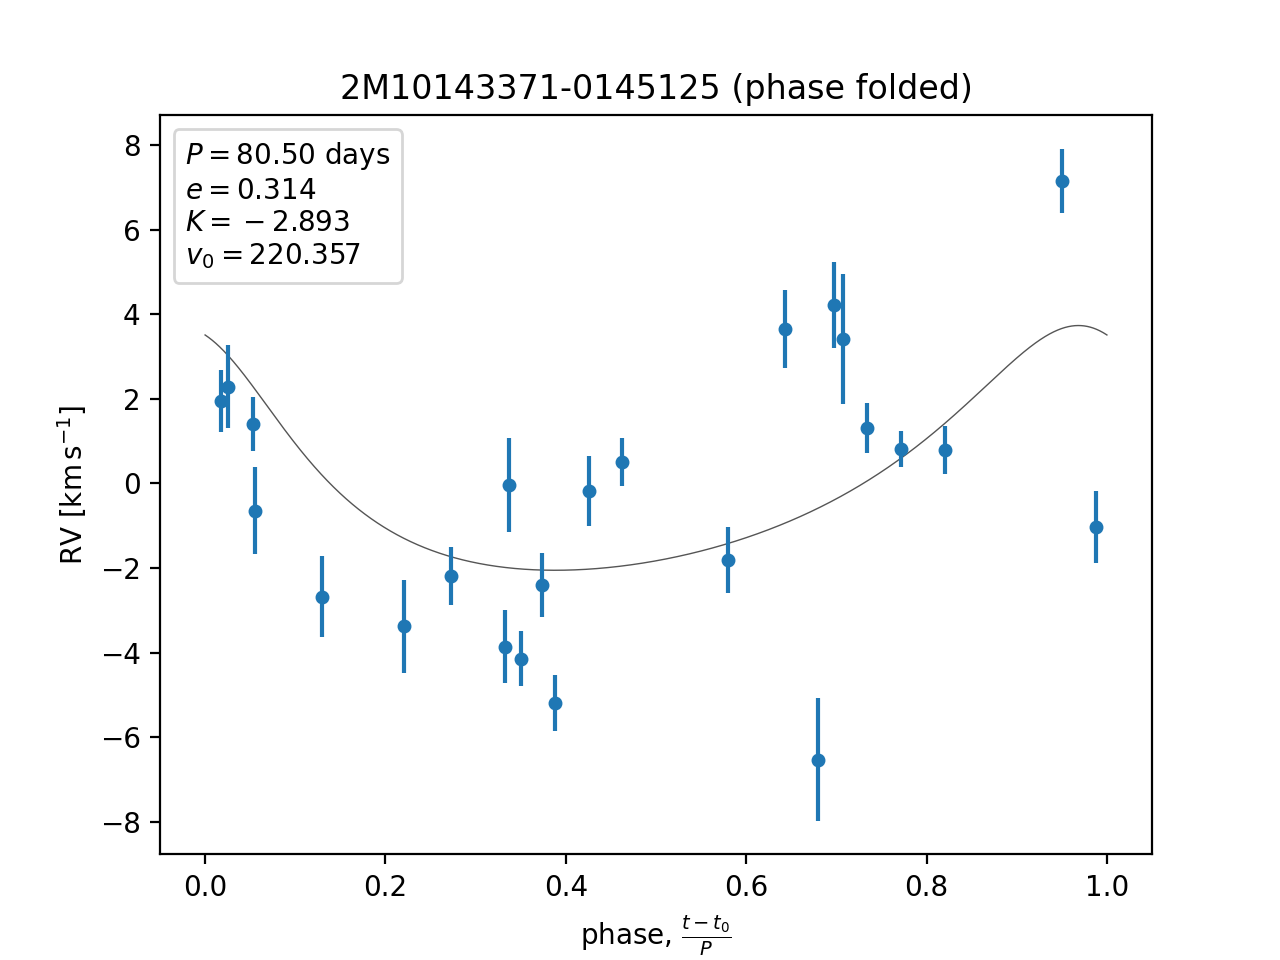 2M10143371-0145125 (phase folded)
P = 80.50 days
e = 0.314
K = −2.893
v₀ = 220.357
RV [km s⁻¹]
8
6
4
2
0
−2
−4
−6
−8
0.0 0.2 0.4 0.6 0.8 1.0
phase, (t − t₀)/P